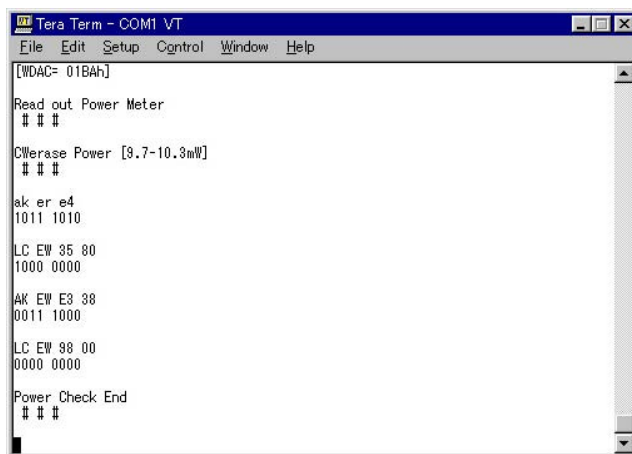 Tera Term - COM1 VT
File Edit Setup Control Window Help
[WDAC= 01BAh]
Read out Power Meter
# # #
CWerase Power [9.7-10.3mW]
# # #
ak er e4
1011 1010
LC EW 35 80
1000 0000
AK EW E3 38
0011 1000
LC EW 98 00
0000 0000
Power Check End
# # #